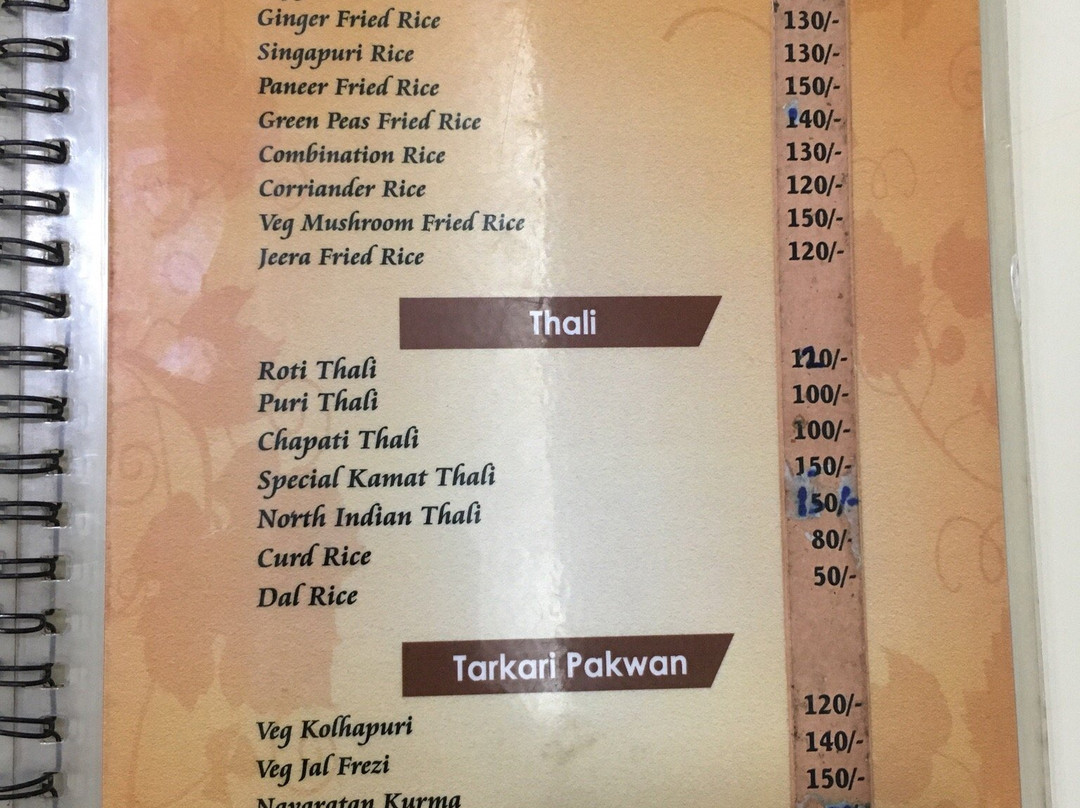 Ginger Fried Rice 130/-
Singapuri Rice 130/-
Paneer Fried Rice 150/-
Green Peas Fried Rice 140/-
Combination Rice 130/-
Corriander Rice 120/-
Veg Mushroom Fried Rice 150/-
Jeera Fried Rice 120/-
Thali
Roti Thali 120/-
Puri Thali 100/-
Chapati Thali 100/-
Special Kamat Thali 150/-
North Indian Thali 150/-
Curd Rice 80/-
Dal Rice 50/-
Tarkari Pakwan
Veg Kolhapuri 120/-
Veg Jal Frezi 140/-
Navaratan Kurma 150/-